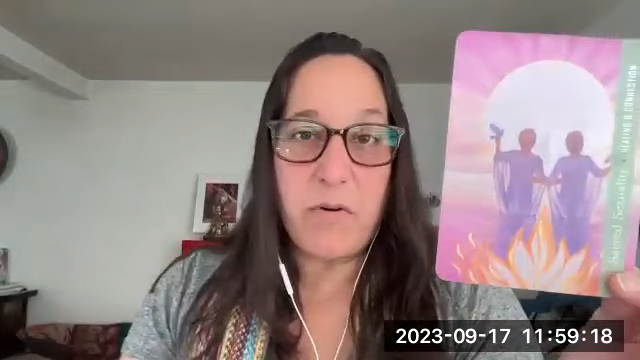 HEALING & CONNECTION
Sacred Sexuality
2023-09-17 11:59:18